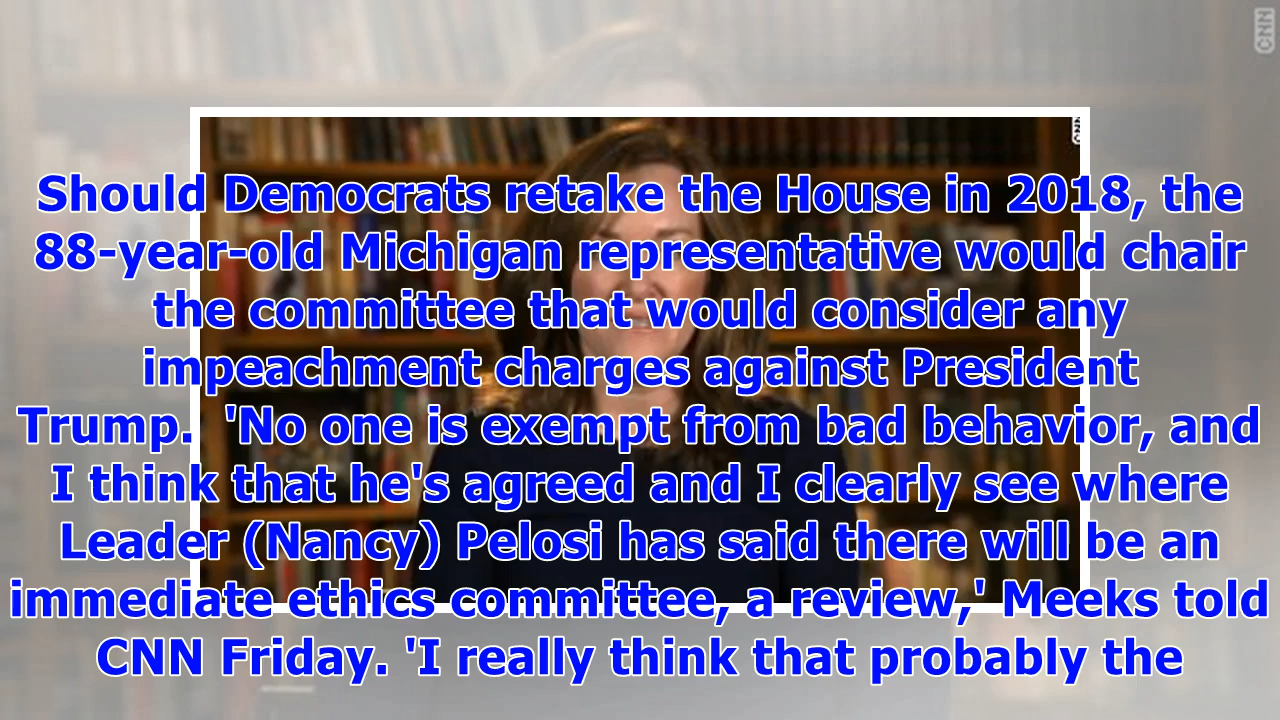 CNN
CNN
Should Democrats retake the House in 2018, the
88-year-old Michigan representative would chair
the committee that would consider any
impeachment charges against President
Trump.  'No one is exempt from bad behavior, and
I think that he's agreed and I clearly see where
Leader (Nancy) Pelosi has said there will be an
immediate ethics committee, a review,' Meeks told
CNN Friday. 'I really think that probably the